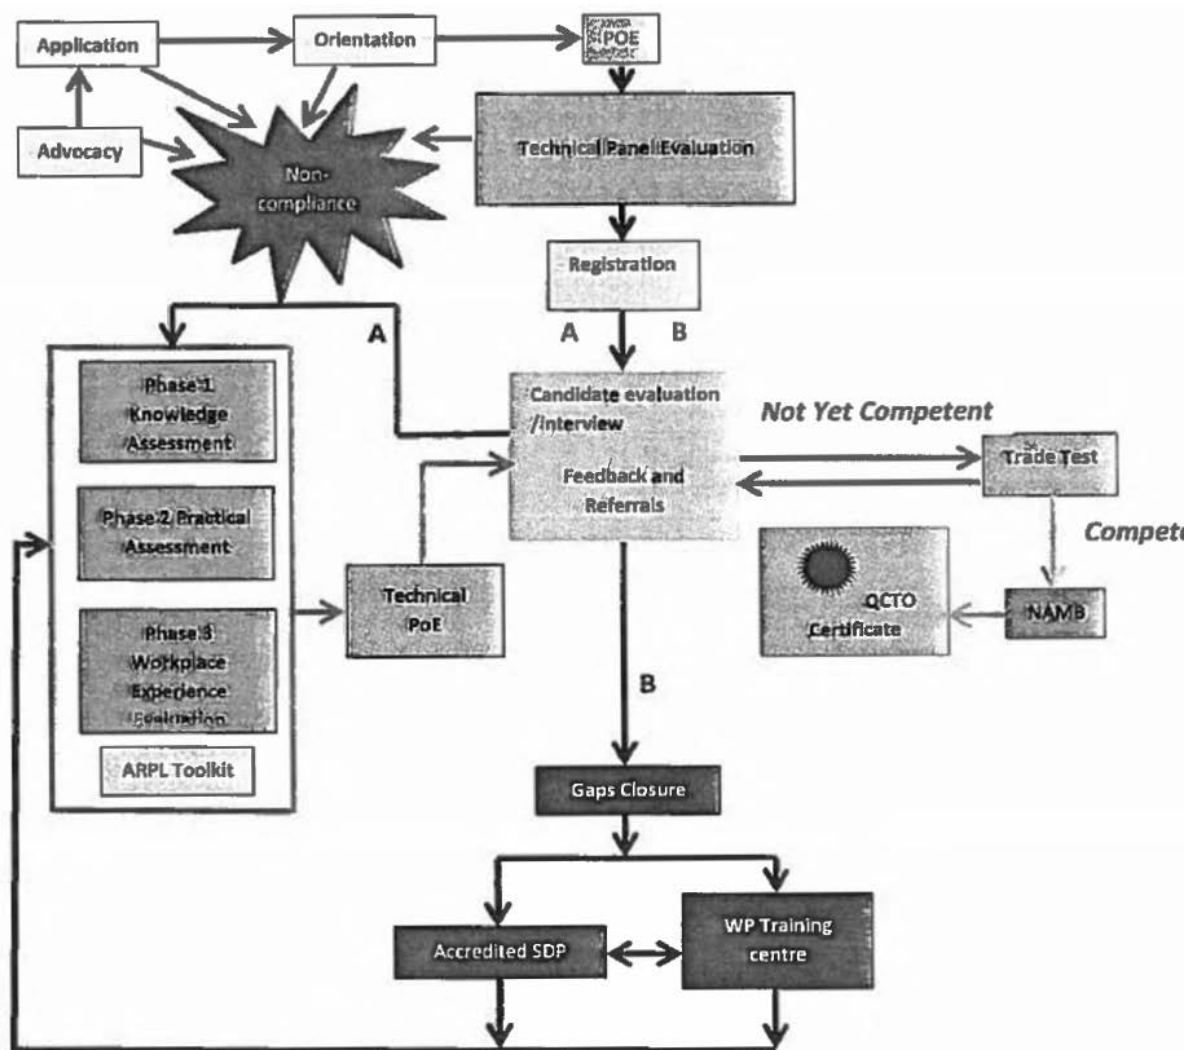 Application
Orientation
POE
Advocacy
Non-
compliance
Technical Panel Evaluation
Registration
A
A
B
Phase 1
Knowledge
Assessment
Candidate evaluation
/interview
Feedback and
Referrals
Not Yet Competent
Trade Test
Phase 2 Practical
Assessment
Compete
Technical
PoE
QCTO
Certificate
NAMB
Phase 3
Workplace
Experience
Evaluation
B
ARPL Toolkit
Gaps Closure
Accredited SDP
WP Training
centre